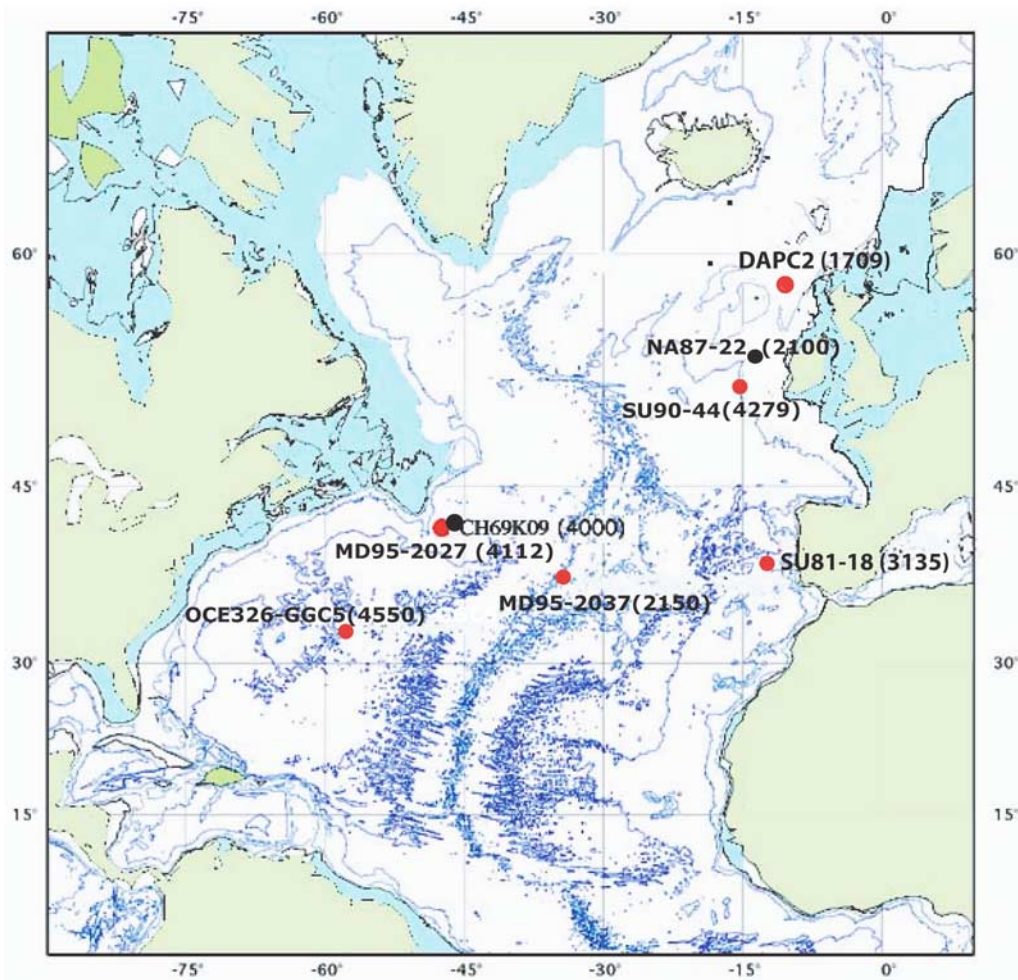 -75° -60° -45° -30° -15° 0°
60° 60°
DAPC2 (1709)
NA87-22 (2100)
SU90-44(4279)
45° 45°
CH69K09 (4000)
MD95-2027 (4112)
SU81-18 (3135)
MD95-2037(2150)
OCE326-GGC5(4550)
30° 30°
15° 15°
-75° -60° -45° -30° -15° 0°